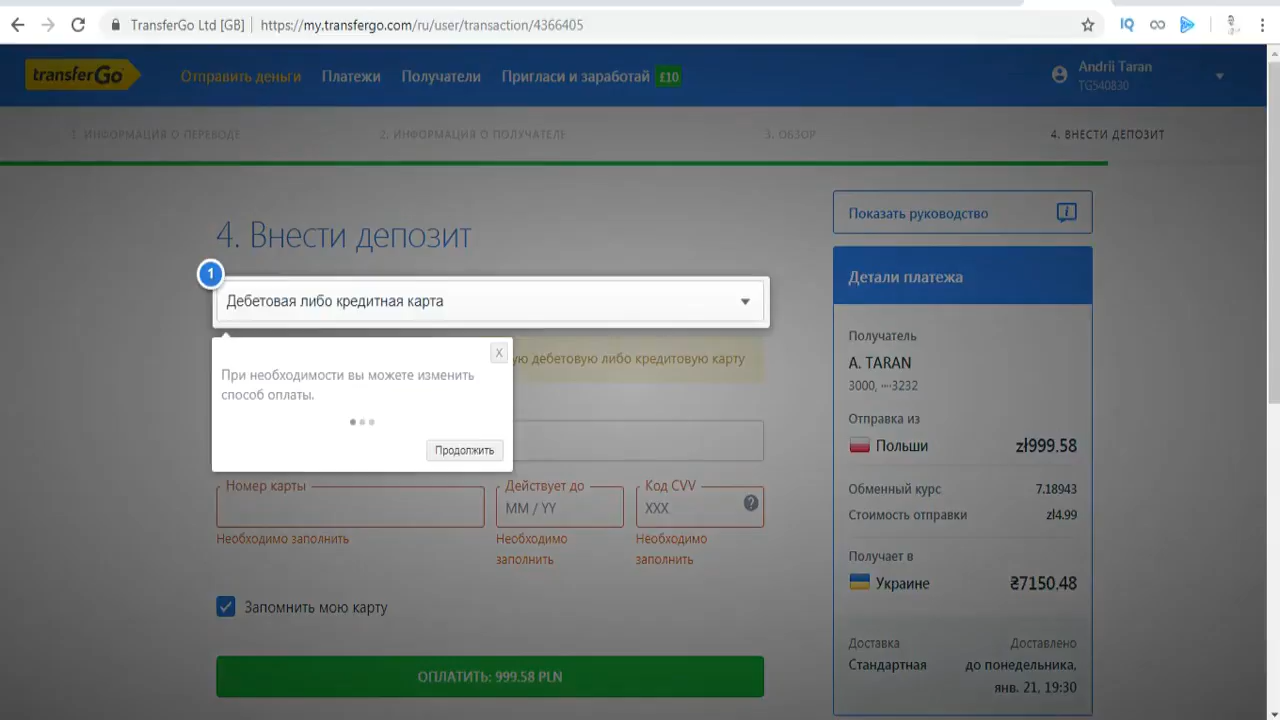 TransferGo Ltd [GB] https://my.transfergo.com/ru/user/transaction/4366405
transferGo
Отправить деньги Платежи Получатели Пригласи и заработай £10
Andrii Taran
TG540830
1. ИНФОРМАЦИЯ О ПЕРЕВОДЕ 2. ИНФОРМАЦИЯ О ПОЛУЧАТЕЛЕ 3. ОБЗОР 4. ВНЕСТИ ДЕПОЗИТ
4. Внести депозит
1
Дебетовая либо кредитная карта
ую дебетовую либо кредитовую карту
X
При необходимости вы можете изменить
способ оплаты.
Продолжить
Номер карты
Необходимо заполнить
Действует до
MM / YY
Необходимо
заполнить
Код CVV
XXX
?
Необходимо
заполнить
Запомнить мою карту
ОПЛАТИТЬ: 999.58 PLN
Показать руководство
Детали платежа
Получатель
A. TARAN
3000, ····3232
Отправка из
Польши zł999.58
Обменный курс 7.18943
Стоимость отправки zł4.99
Получает в
Украине ₴7150.48
Доставка Доставлено
Стандартная до понедельника,
янв. 21, 19:30